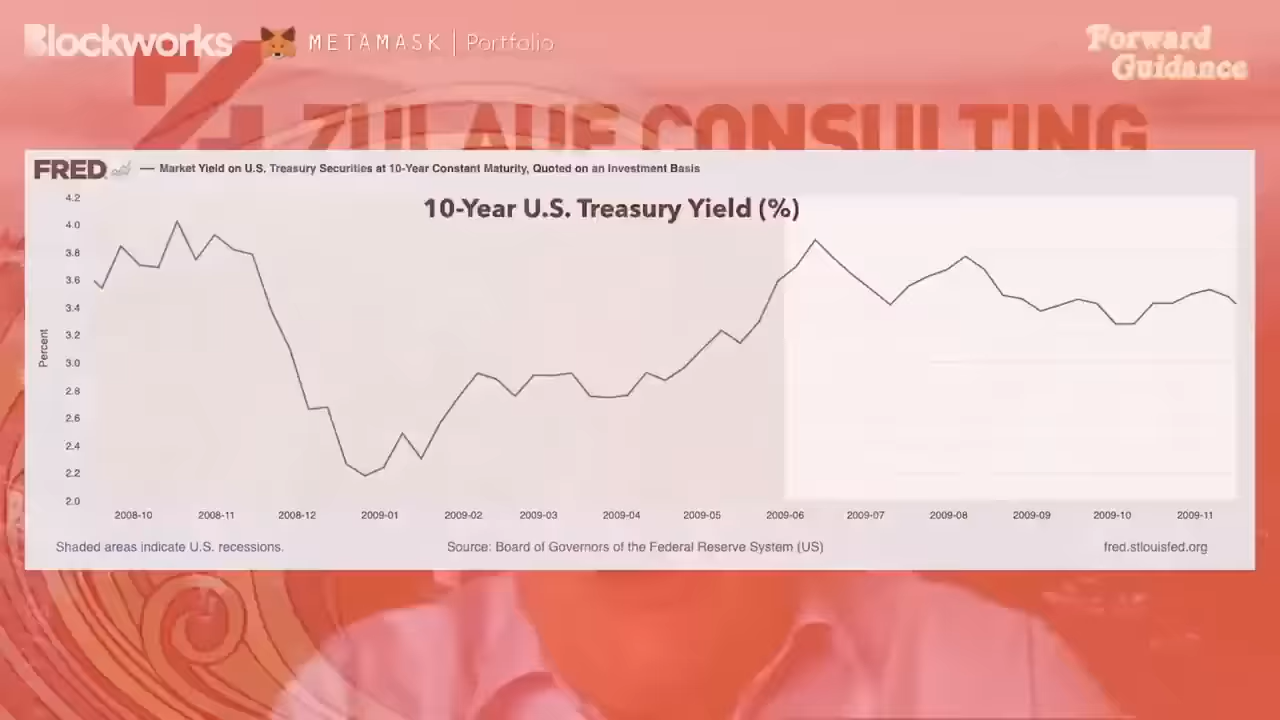 Blockworks METAMASK | Portfolio
Forward
Guidance
ZULAUF CONSULTING
FRED — Market Yield on U.S. Treasury Securities at 10-Year Constant Maturity, Quoted on an Investment Basis
10-Year U.S. Treasury Yield (%)
4.2
4.0
3.8
3.6
3.4
3.2
3.0
2.8
2.6
2.4
2.2
2.0
Percent
2008-10 2008-11 2008-12 2009-01 2009-02 2009-03 2009-04 2009-05 2009-06 2009-07 2009-08 2009-09 2009-10 2009-11
Shaded areas indicate U.S. recessions. Source: Board of Governors of the Federal Reserve System (US) fred.stlouisfed.org